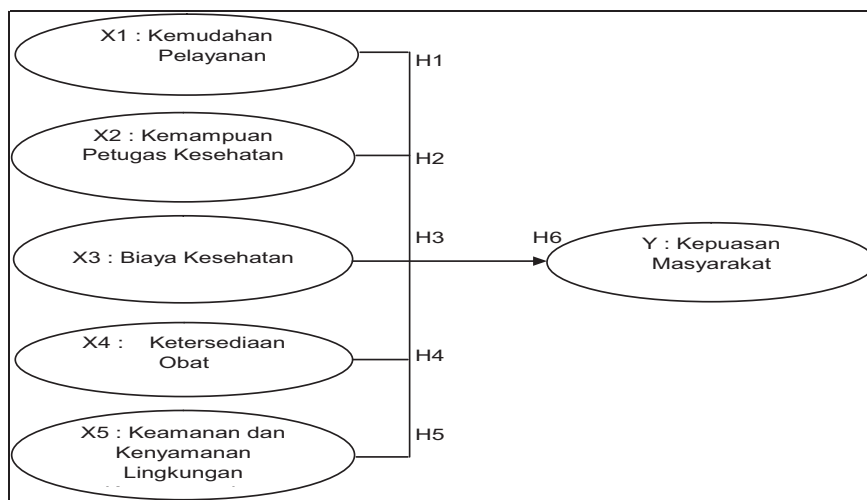 X1 : Kemudahan
Pelayanan
H1
X2 : Kemampuan
Petugas Kesehatan
H2
X3 : Biaya Kesehatan
H3
H6
Y : Kepuasan
Masyarakat
X4 : Ketersediaan
Obat
H4
X5 : Keamanan dan
Kenyamanan
Lingkungan
H5